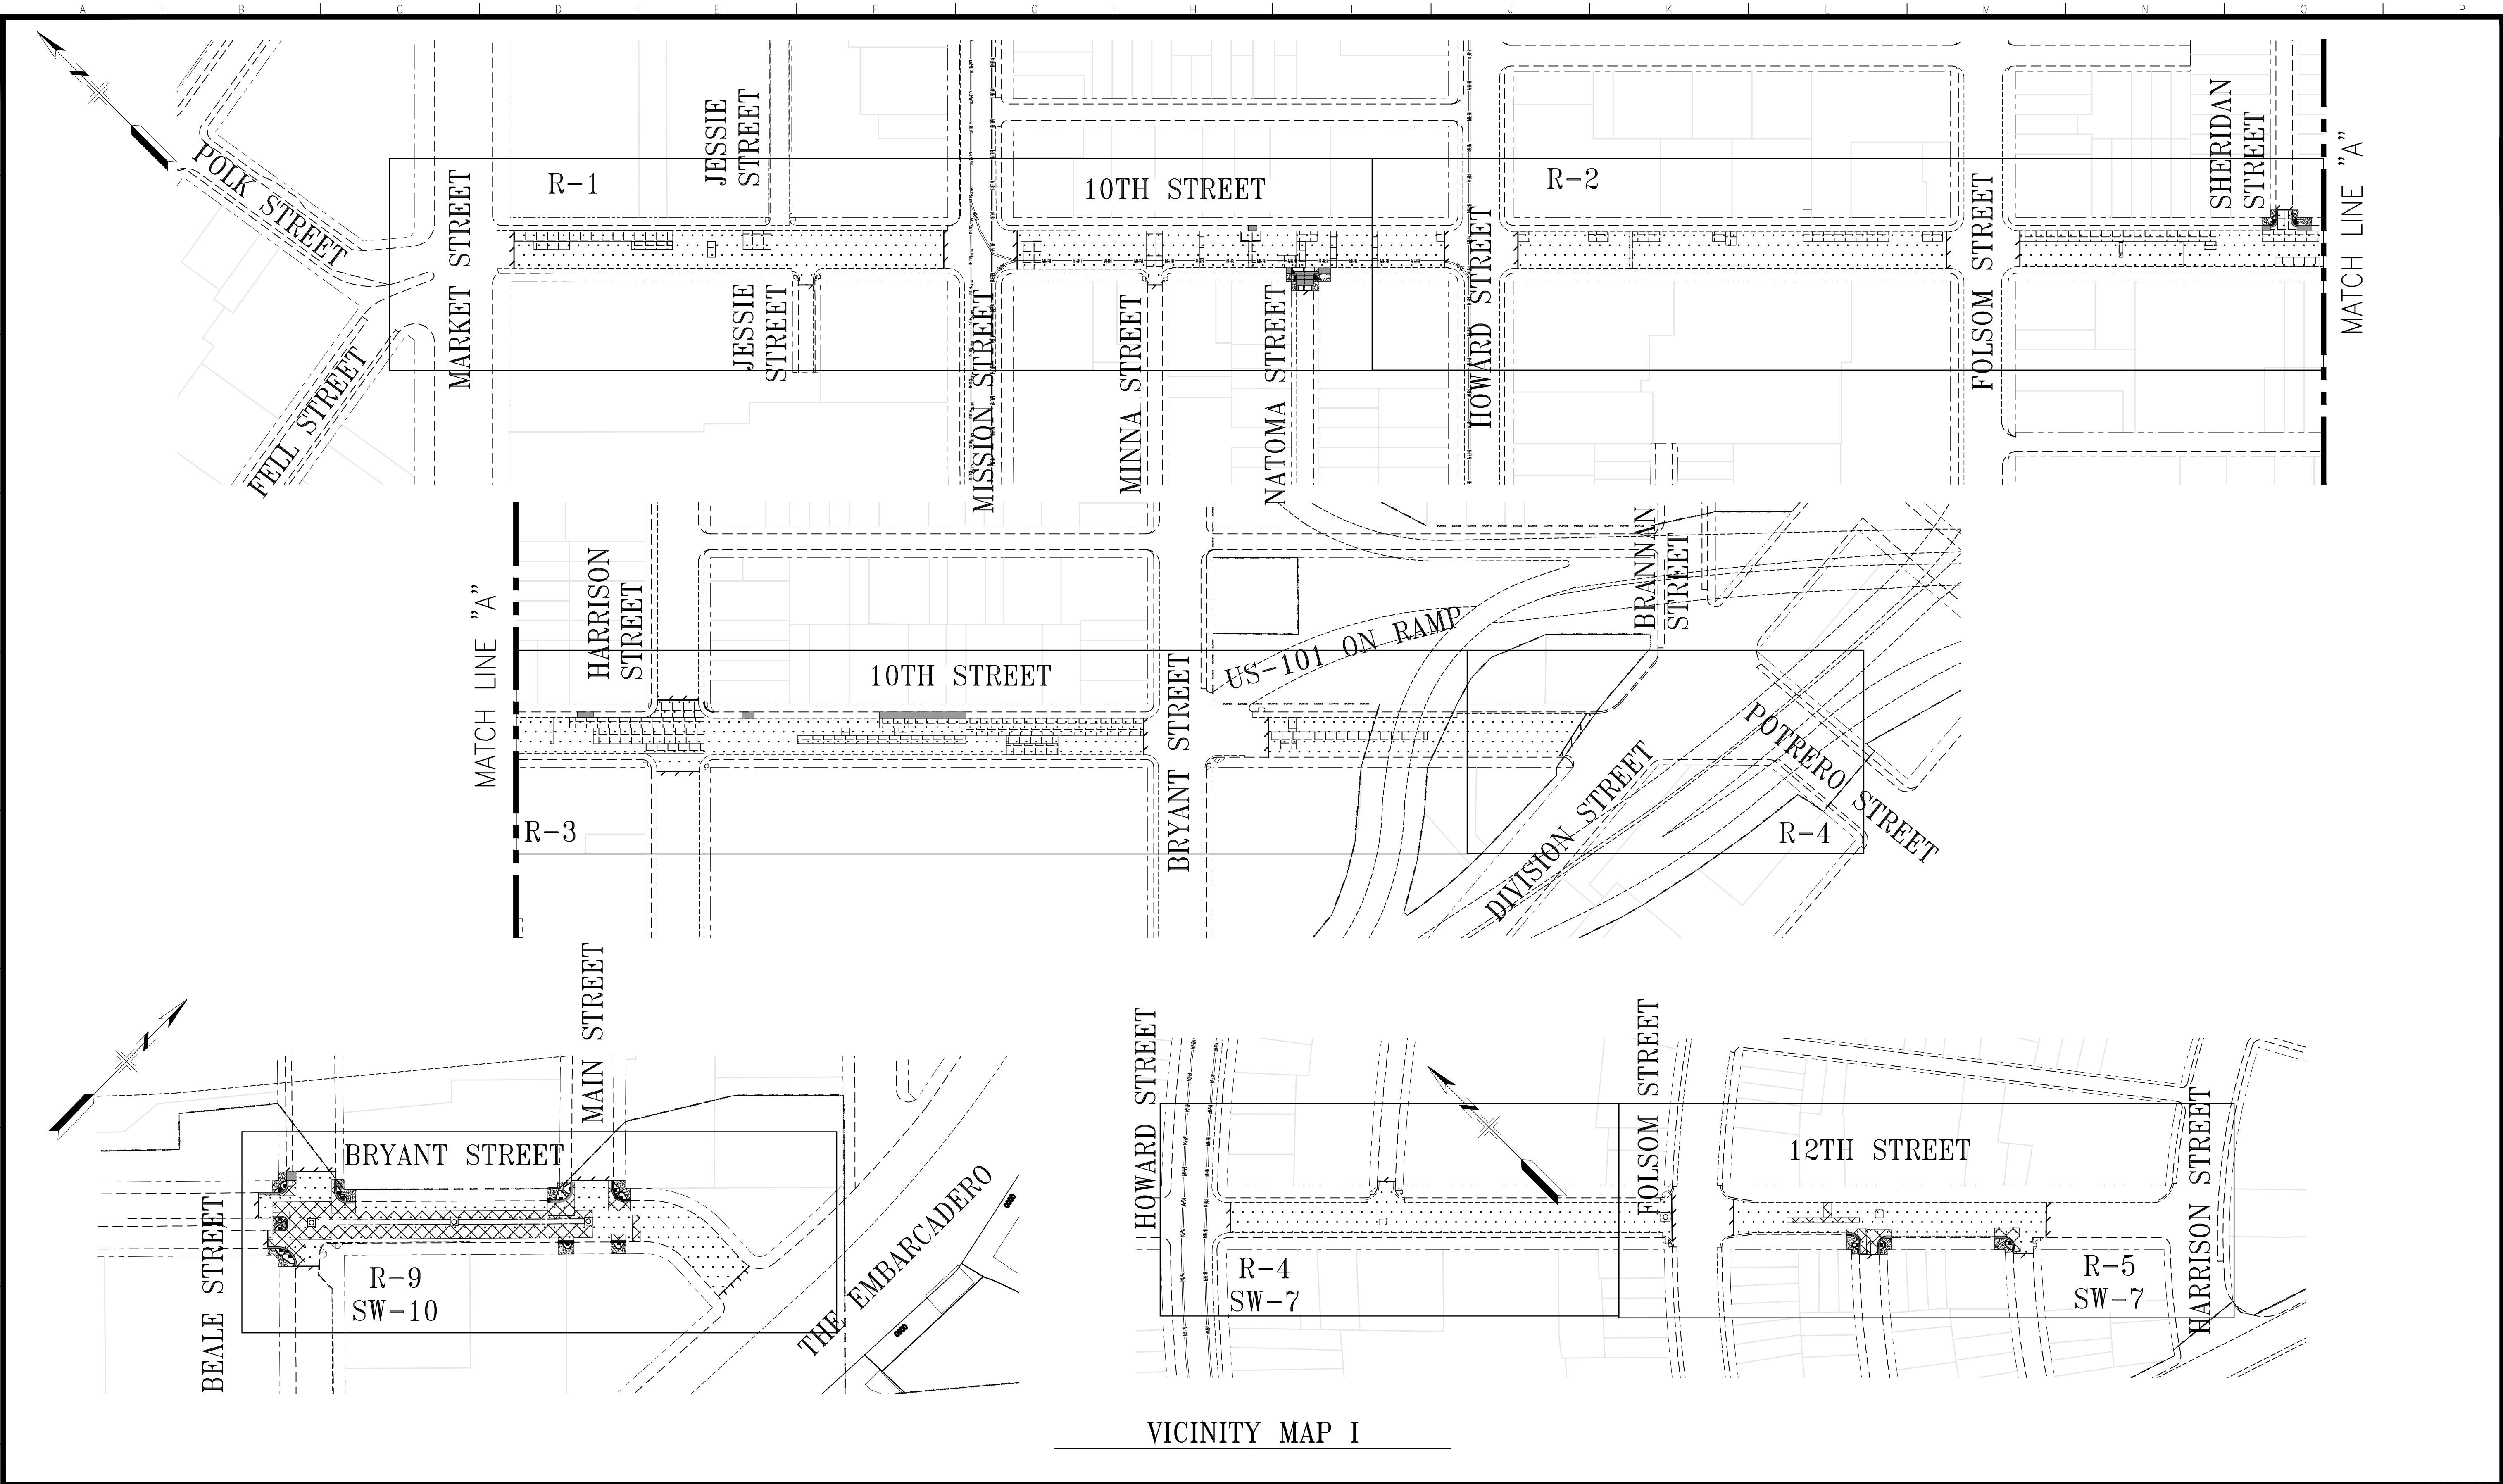 A B C D E F G H I J K L M N O P
POLK STREET
FELL STREET
MARKET STREET
R-1
JESSIE
STREET
JESSIE
STREET
MISSION STREET
10TH STREET
MINNA STREET
NATOMA STREET
HOWARD STREET
R-2
FOLSOM STREET
SHERIDAN
STREET
MATCH LINE "A"
MATCH LINE "A"
HARRISON
STREET
10TH STREET
R-3
BRYANT STREET
US-101 ON RAMP
BRANNAN
STREET
DIVISION STREET
POTRERO STREET
R-4
BEALE STREET
BRYANT STREET
MAIN STREET
R-9
SW-10
THE EMBARCADERO
HOWARD STREET
R-4
SW-7
FOLSOM STREET
12TH STREET
R-5
SW-7
HARRISON STREET
VICINITY MAP I